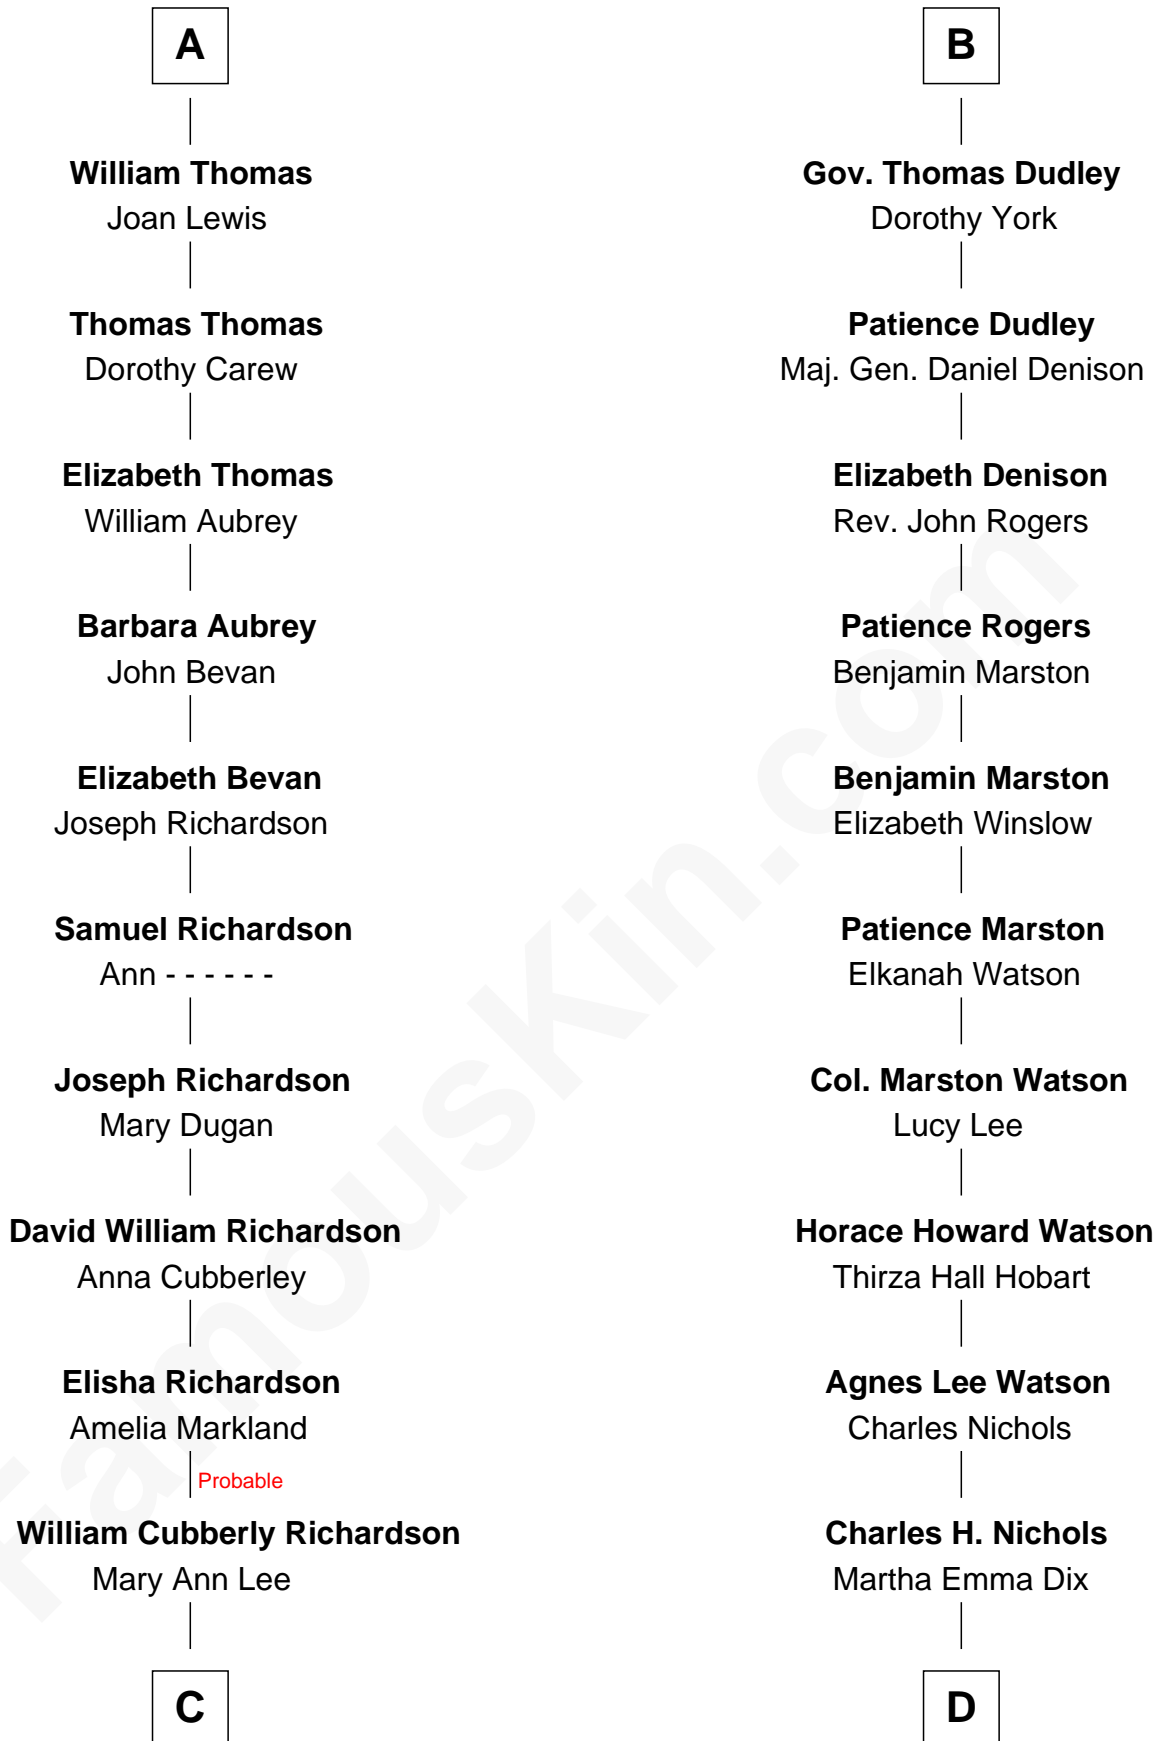 A
William Thomas
Joan Lewis
Thomas Thomas
Dorothy Carew
Elizabeth Thomas
William Aubrey
Barbara Aubrey
John Bevan
Elizabeth Bevan
Joseph Richardson
Samuel Richardson
Ann - - - - - -
Joseph Richardson
Mary Dugan
David William Richardson
Anna Cubberley
Elisha Richardson
Amelia Markland
Probable
William Cubberly Richardson
Mary Ann Lee
C
B
Gov. Thomas Dudley
Dorothy York
Patience Dudley
Maj. Gen. Daniel Denison
Elizabeth Denison
Rev. John Rogers
Patience Rogers
Benjamin Marston
Benjamin Marston
Elizabeth Winslow
Patience Marston
Elkanah Watson
Col. Marston Watson
Lucy Lee
Horace Howard Watson
Thirza Hall Hobart
Agnes Lee Watson
Charles Nichols
Charles H. Nichols
Martha Emma Dix
D
FamousKin.com